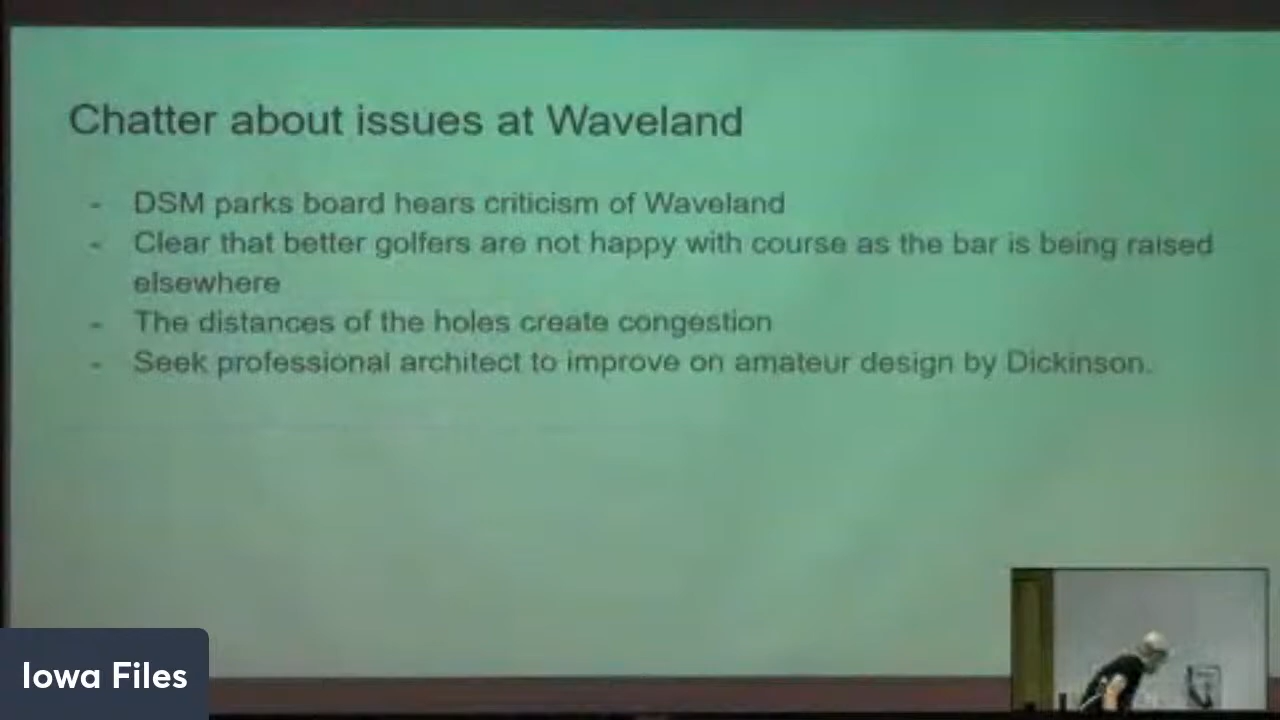 Chatter about issues at Waveland
- DSM parks board hears criticism of Waveland
- Clear that better golfers are not happy with course as the bar is being raised
elsewhere
- The distances of the holes create congestion
- Seek professional architect to improve on amateur design by Dickinson.
Iowa Files